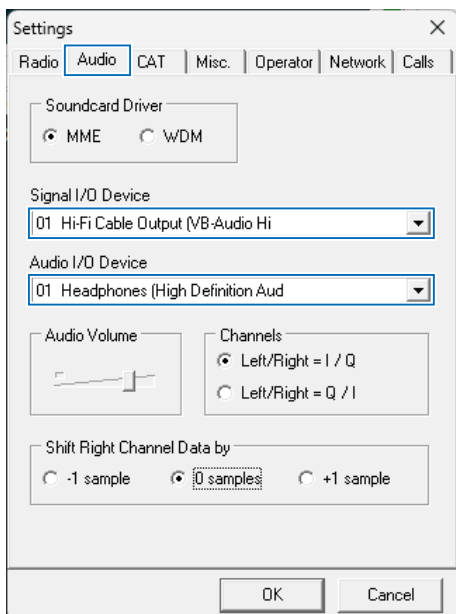 Settings
Radio Audio CAT Misc. Operator Network Calls
Soundcard Driver
MME WDM
Signal I/O Device
01 Hi-Fi Cable Output (VB-Audio Hi
Audio I/O Device
01 Headphones (High Definition Aud
Audio Volume Channels
Left/Right = I / Q
Left/Right = Q / I
Shift Right Channel Data by
-1 sample 0 samples +1 sample
OK Cancel